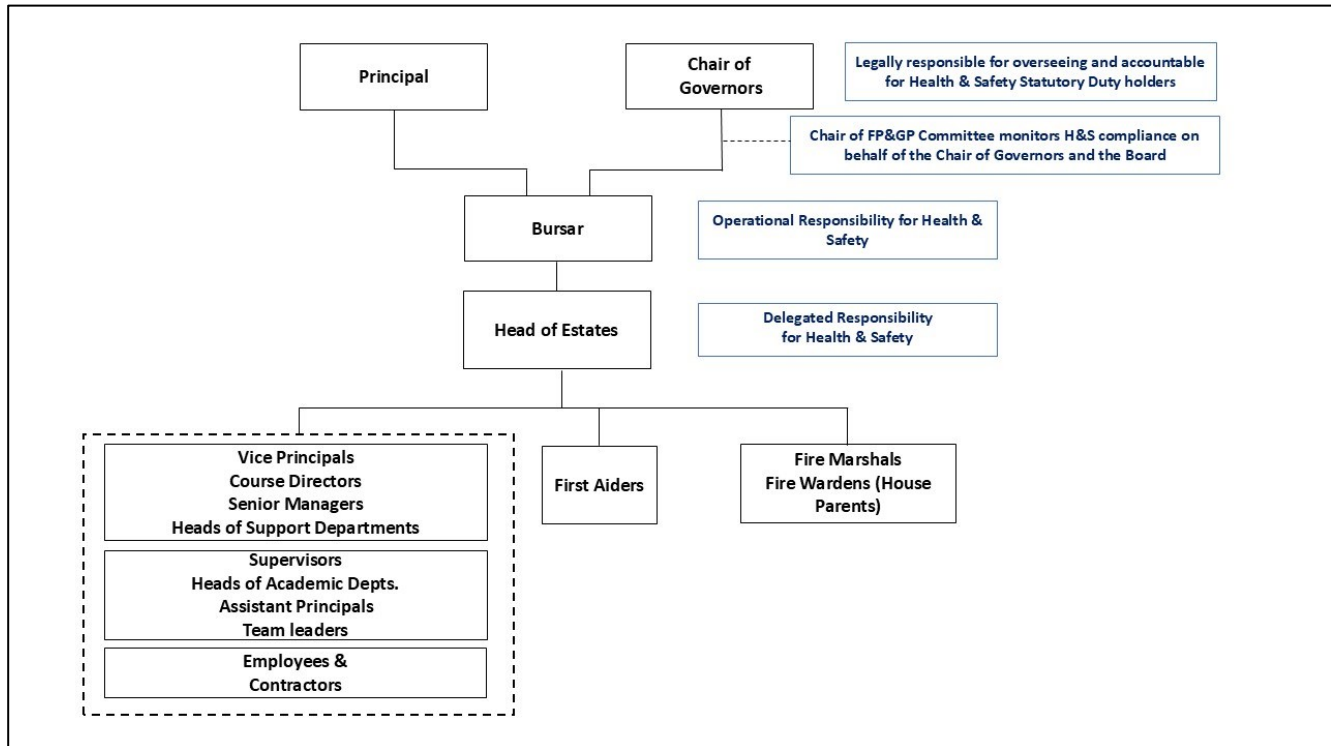 Principal
Chair of
Governors
Legally responsible for overseeing and accountable
for Health & Safety Statutory Duty holders
Chair of FP&GP Committee monitors H&S compliance on
behalf of the Chair of Governors and the Board
Bursar
Operational Responsibility for Health &
Safety
Head of Estates
Delegated Responsibility
for Health & Safety
Vice Principals
Course Directors
Senior Managers
Heads of Support Departments
First Aiders
Fire Marshals
Fire Wardens (House
Parents)
Supervisors
Heads of Academic Depts.
Assistant Principals
Team leaders
Employees &
Contractors